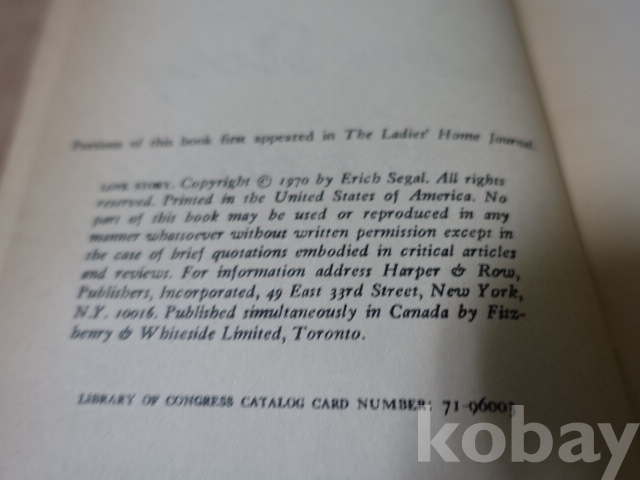 Portions of this book first appeared in The Ladies' Home Journal.
LOVE STORY. Copyright © 1970 by Erich Segal. All rights
reserved. Printed in the United States of America. No
part of this book may be used or reproduced in any
manner whatsoever without written permission except in
the case of brief quotations embodied in critical articles
and reviews. For information address Harper & Row,
Publishers, Incorporated, 49 East 33rd Street, New York,
N.Y. 10016. Published simultaneously in Canada by Fitz-
henry & Whiteside Limited, Toronto.
LIBRARY OF CONGRESS CATALOG CARD NUMBER: 71-96005
kobay